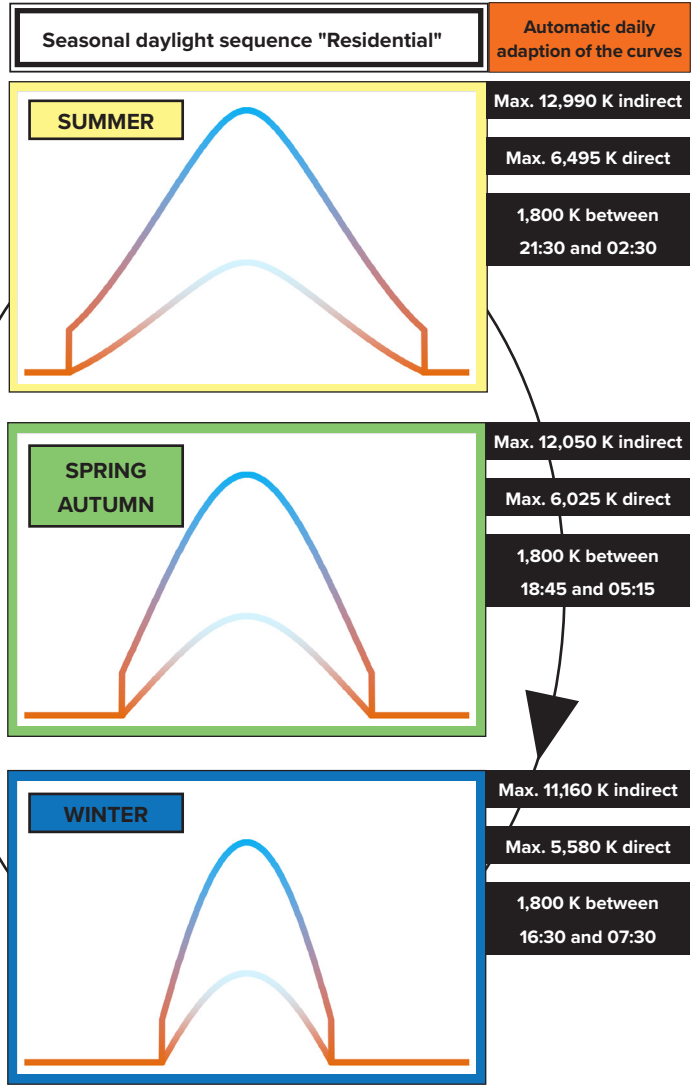 Seasonal daylight sequence "Residential"
Automatic daily
adaption of the curves
SUMMER
Max. 12,990 K indirect
Max. 6,495 K direct
1,800 K between
21:30 and 02:30
SPRING
AUTUMN
Max. 12,050 K indirect
Max. 6,025 K direct
1,800 K between
18:45 and 05:15
WINTER
Max. 11,160 K indirect
Max. 5,580 K direct
1,800 K between
16:30 and 07:30